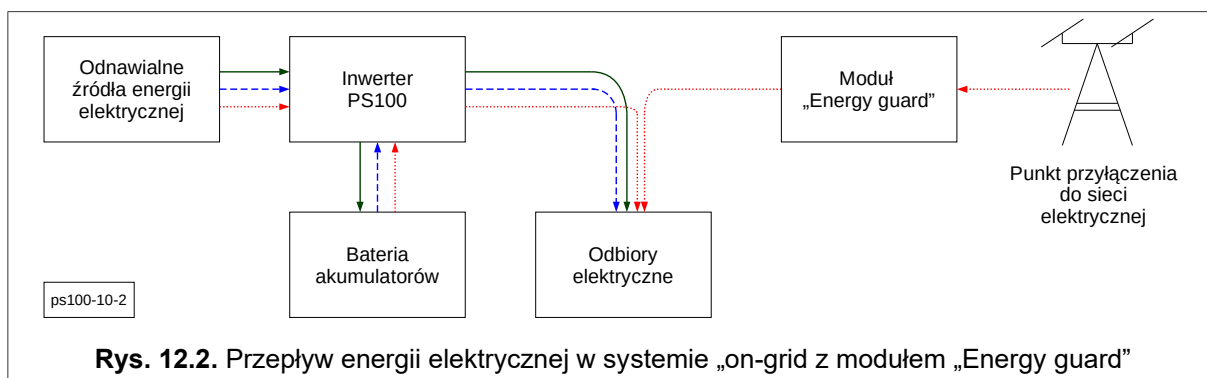 Odnawialne
źródła energii
elektrycznej
Inwerter
PS100
Moduł
„Energy guard”
Punkt przyłączenia
do sieci
elektrycznej
Bateria
akumulatorów
Odbiory
elektryczne
ps100-10-2
Rys. 12.2. Przepływ energii elektrycznej w systemie „on-grid z modułem „Energy guard”